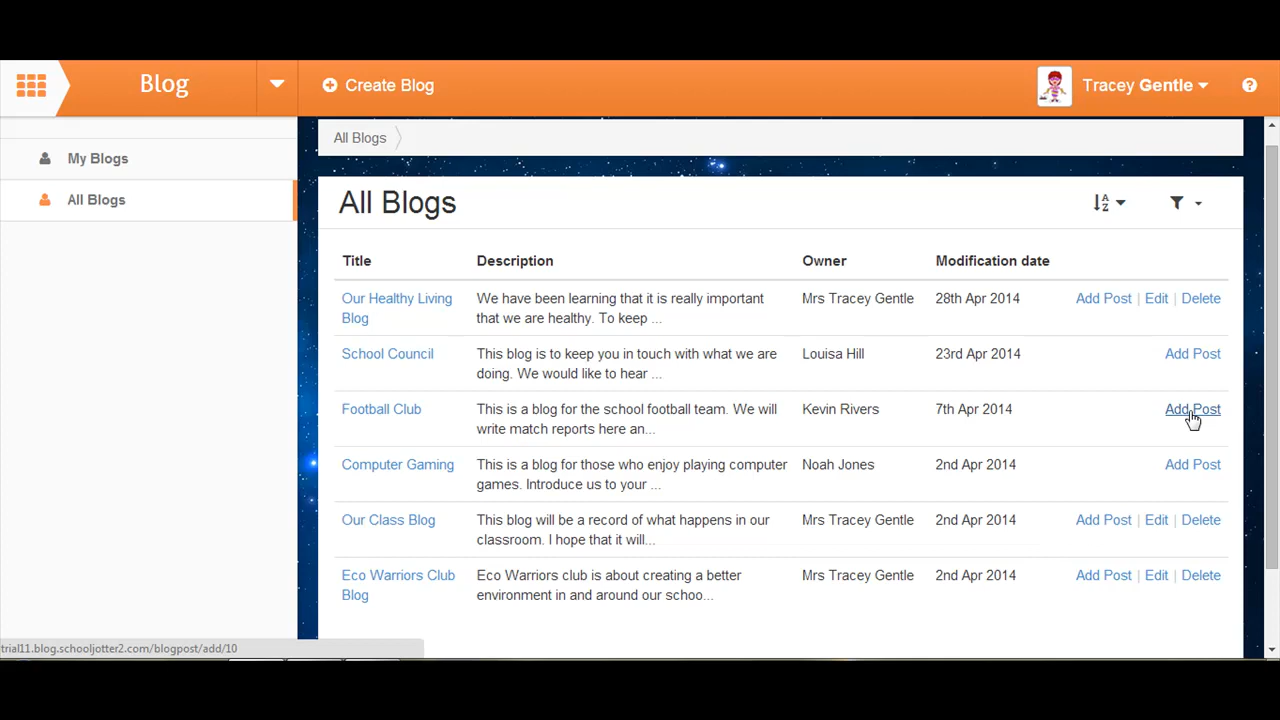 Blog
Create Blog
Tracey Gentle
My Blogs
All Blogs
All Blogs
All Blogs
Title Description Owner Modification date
Our Healthy Living We have been learning that it is really important Mrs Tracey Gentle 28th Apr 2014 Add Post | Edit | Delete
Blog that we are healthy. To keep ...
School Council This blog is to keep you in touch with what we are Louisa Hill 23rd Apr 2014 Add Post
doing. We would like to hear ...
Football Club This is a blog for the school football team. We will Kevin Rivers 7th Apr 2014 Add Post
write match reports here an...
Computer Gaming This is a blog for those who enjoy playing computer Noah Jones 2nd Apr 2014 Add Post
games. Introduce us to your ...
Our Class Blog This blog will be a record of what happens in our Mrs Tracey Gentle 2nd Apr 2014 Add Post | Edit | Delete
classroom. I hope that it will...
Eco Warriors Club Eco Warriors club is about creating a better Mrs Tracey Gentle 2nd Apr 2014 Add Post | Edit | Delete
Blog environment in and around our schoo...
trial11.blog.schooljotter2.com/blogpost/add/10